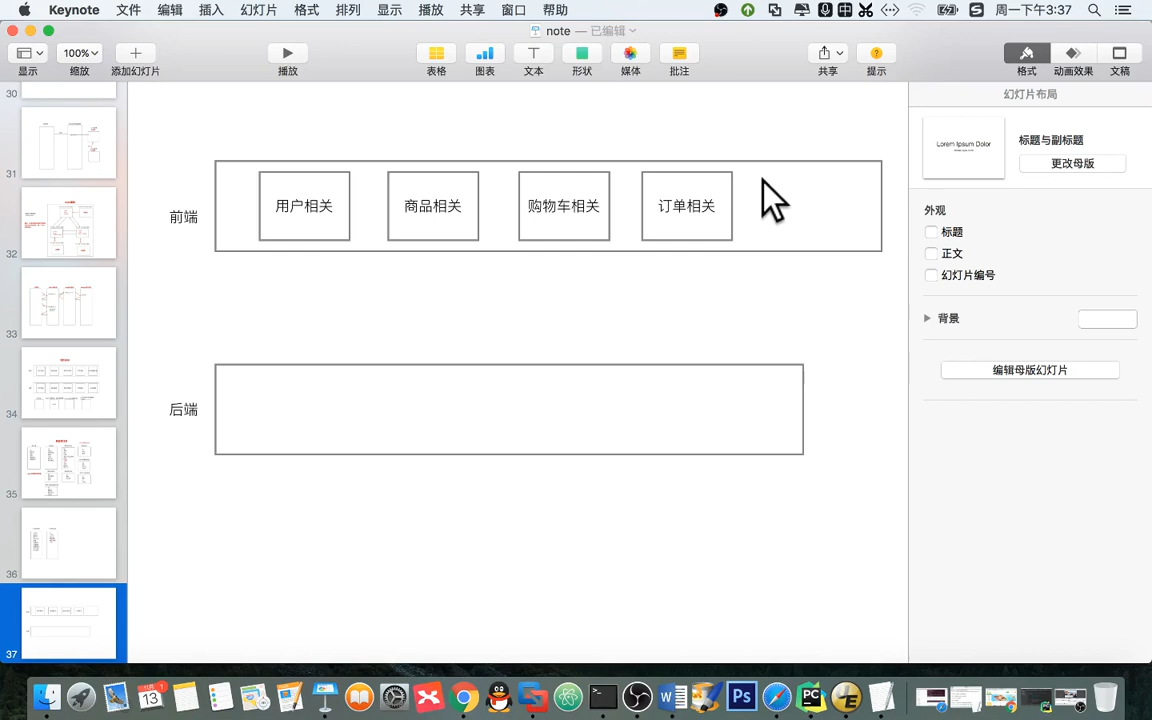 Keynote 文件 编辑 插入 幻灯片 格式 排列 显示 播放 共享 窗口 帮助 周一下午3:37
note — 已编辑
100%
显示 缩放 添加幻灯片 播放 表格 图表 文本 形状 媒体 批注 共享 提示 格式 动画效果 文稿
幻灯片布局
Lorem Ipsum Dolor
标题与副标题
更改母版
外观
标题
正文
幻灯片编号
背景
编辑母版幻灯片
30
31
32
33
34
35
36
37
前端
用户相关 商品相关 购物车相关 订单相关
后端
13
Ps
PC